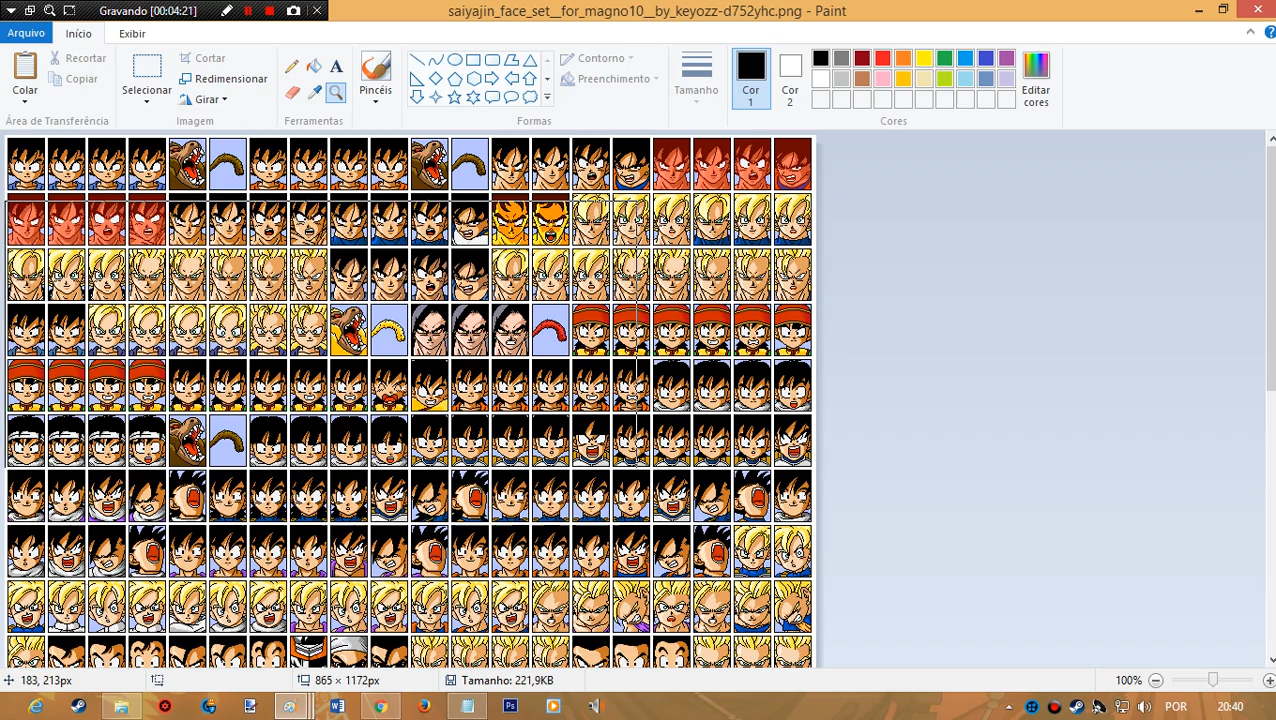 Gravando [00:04:21]
saiyajin_face_set__for_magno10__by_keyozz-d752yhc.png - Paint
Arquivo
Início
Exibir
Colar
Recortar
Copiar
Área de Transferência
Selecionar
Cortar
Redimensionar
Girar
Imagem
A
Ferramentas
Pincéis
Contorno
Preenchimento
Formas
Tamanho
Cor
1
Cor
2
Editar
cores
Cores
183, 213px
865 × 1172px
Tamanho: 221,9KB
100%
POR
20:40